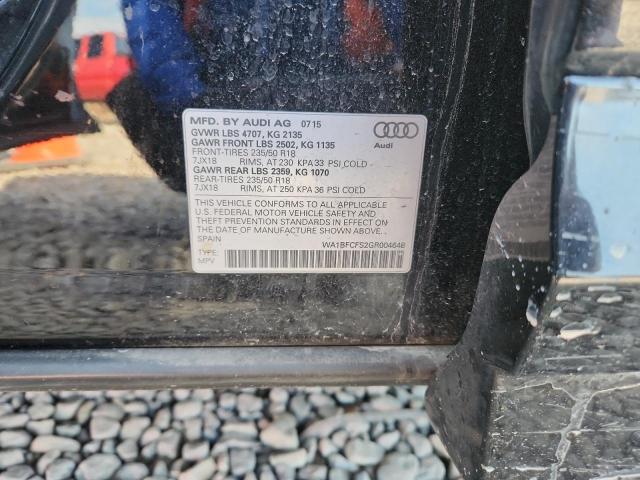 MFD. BY AUDI AG 0715
GVWR LBS 4707, KG 2135
GAWR FRONT LBS 2502, KG 1135
FRONT-TIRES 235/50 R18
7JX18 RIMS, AT 230 KPA 33 PSI,COLD
GAWR REAR LBS 2359, KG 1070
REAR-TIRES 235/50 R18
7JX18 RIMS, AT 250 KPA 36 PSI COLD
Audi
THIS VEHICLE CONFORMS TO ALL APPLICABLE
U.S. FEDERAL MOTOR VEHICLE SAFETY AND
THEFT PREVENTION STANDARDS IN EFFECT ON
THE DATE OF MANUFACTURE SHOWN ABOVE.
SPAIN WA1BFCFS2GR004648
TYPE:
MPV